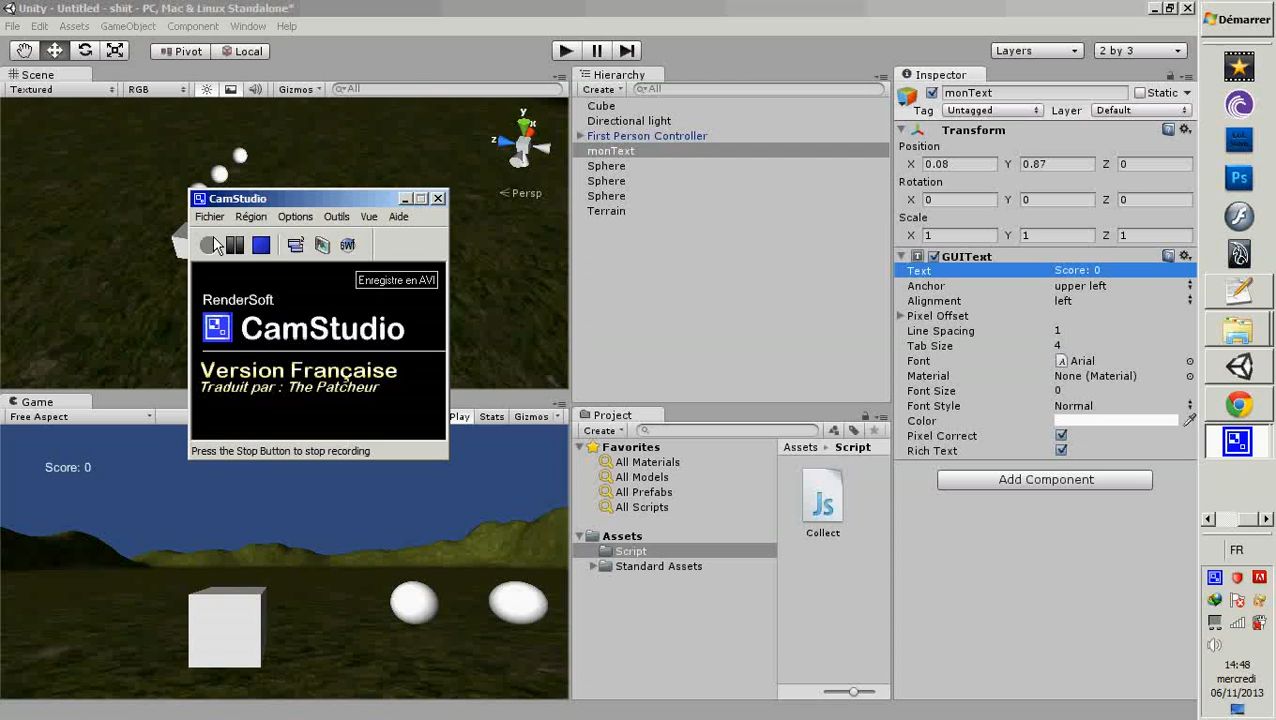 Unity - Untitled - shiit - PC, Mac & Linux Standalone*
File Edit Assets GameObject Component Window Help
Pivot Local Layers 2 by 3
Démarrer
Scene
Textured RGB Gizmos All
y
x
z
Persp
CamStudio
Fichier Région Options Outils Vue Aide
SWF
Enregistre en AVI
RenderSoft
CamStudio
Version Française
Traduit par : The Patcheur
Press the Stop Button to stop recording
Game
Free Aspect Play Stats Gizmos
Score: 0
Hierarchy
Create All
Cube
Directional light
First Person Controller
monText
Sphere
Sphere
Sphere
Terrain
Project
Create
Favorites
All Materials
All Models
All Prefabs
All Scripts
Assets
Script
Standard Assets
Assets Script
Js
Collect
Inspector
monText Static
Tag Untagged Layer Default
Transform
Position
X 0.08 Y 0.87 Z 0
Rotation
X 0 Y 0 Z 0
Scale
X 1 Y 1 Z 1
GUIText
Text Score: 0
Anchor upper left
Alignment left
Pixel Offset
Line Spacing 1
Tab Size 4
Font A Arial
Material None (Material)
Font Size 0
Font Style Normal
Color
Pixel Correct
Rich Text
Add Component
Ps
FR
14:48
mercredi
06/11/2013